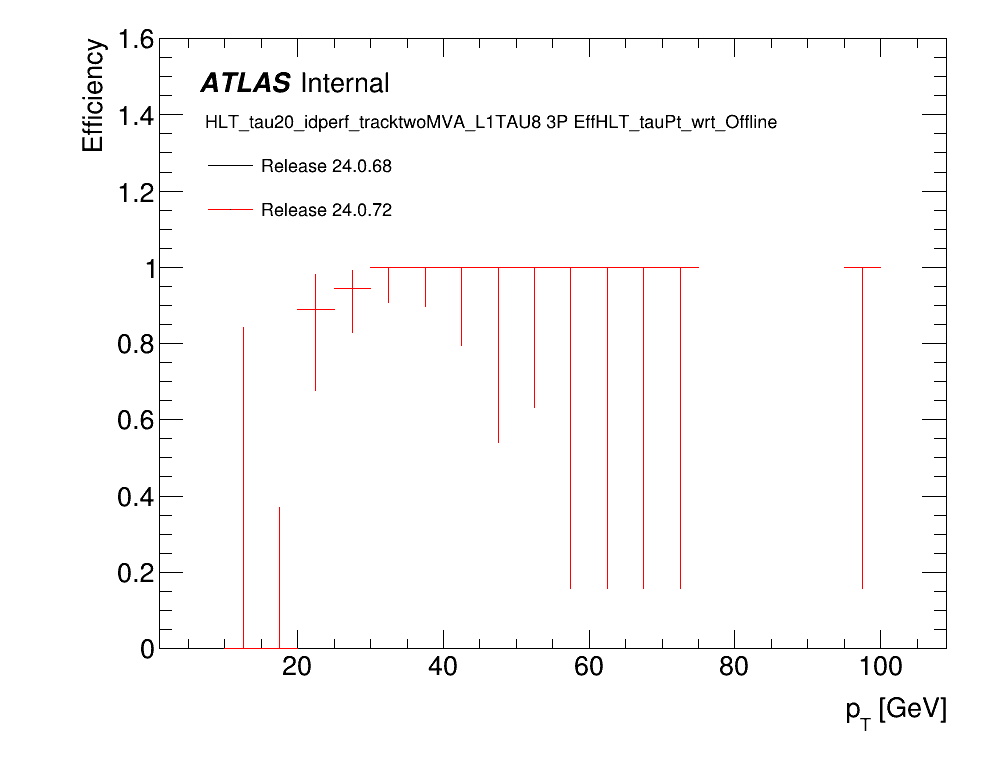 1.6
1.4
1.2
1
0.8
0.6
0.4
0.2
0
Efficiency
ATLAS Internal
HLT_tau20_idperf_tracktwoMVA_L1TAU8 3P EffHLT_tauPt_wrt_Offline
Release 24.0.68
Release 24.0.72
20 40 60 80 100
p_T [GeV]